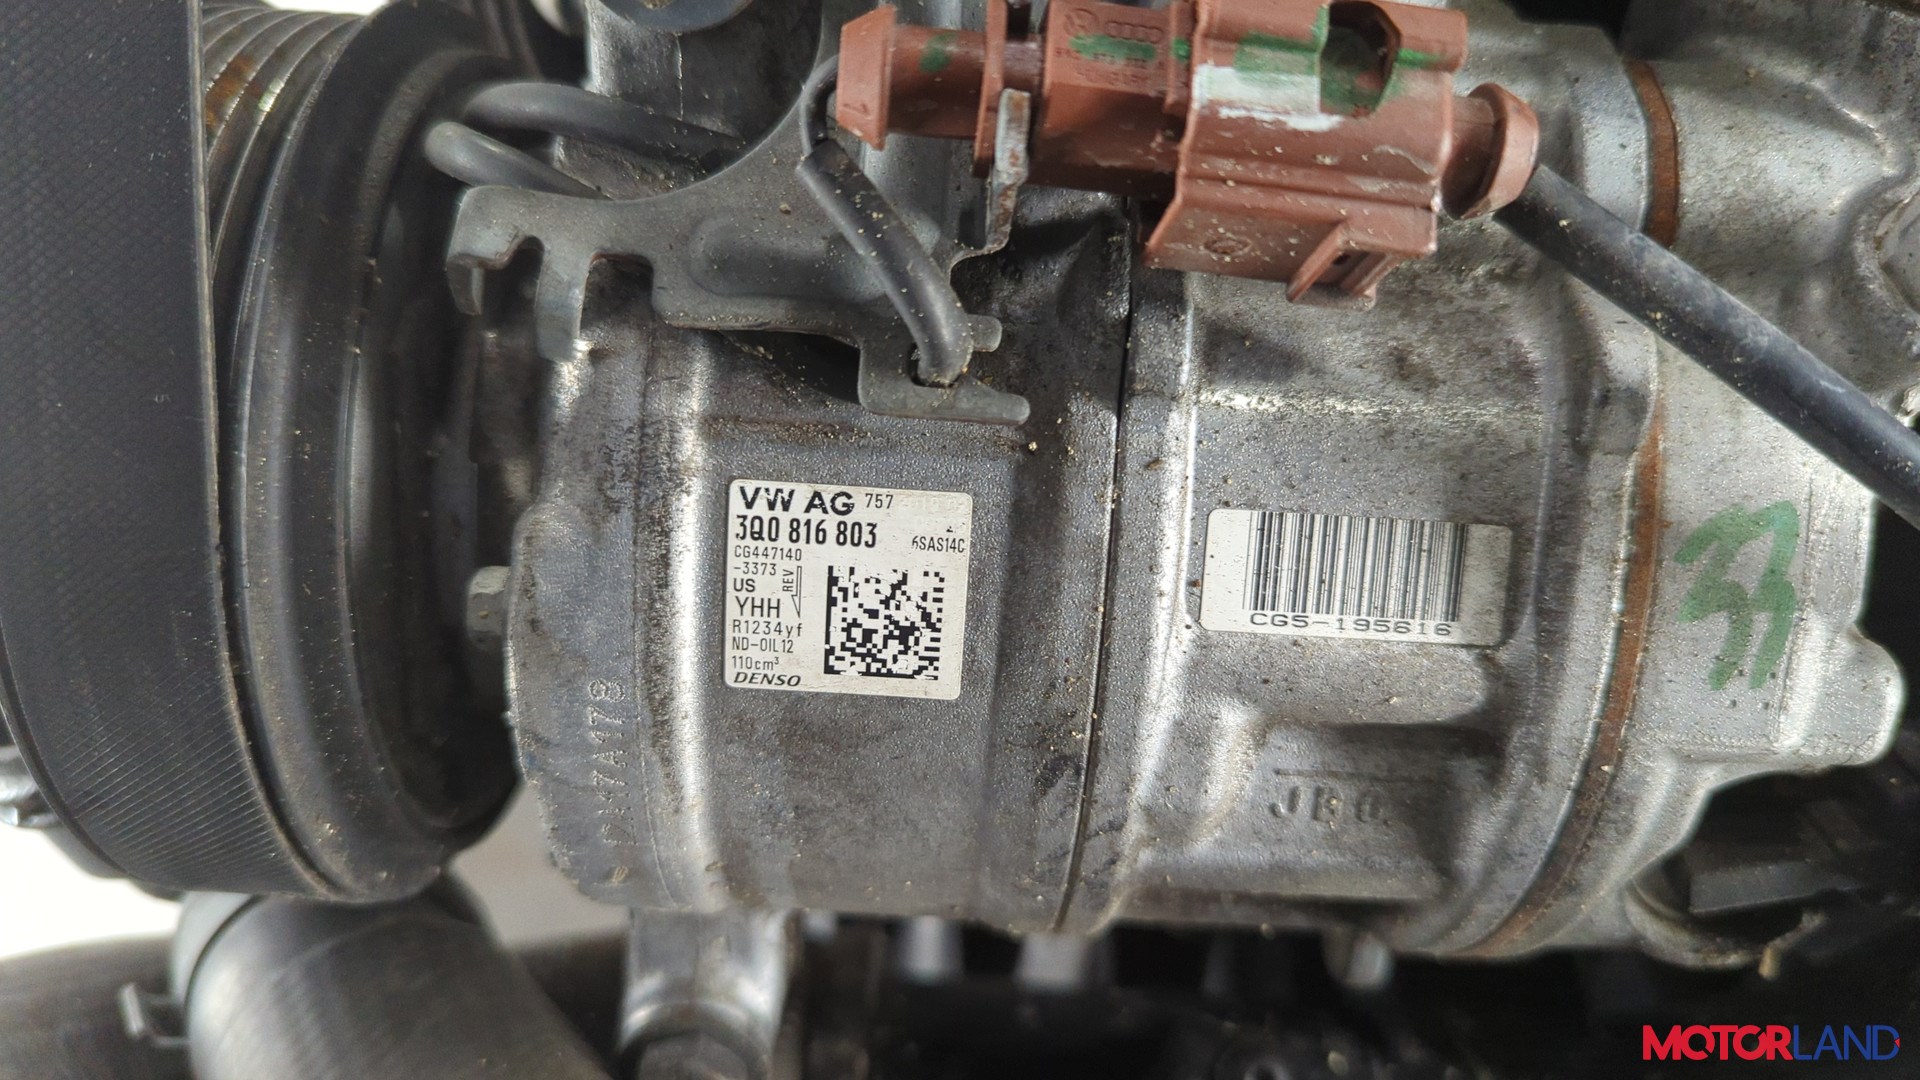 VW AG 757
3Q0 816 803
6SAS14C
CG447140
-3373
REV
US
YHH
R1234yf
ND-OIL12
110cm³
DENSO
CG5-195616
33
MOTORLAND